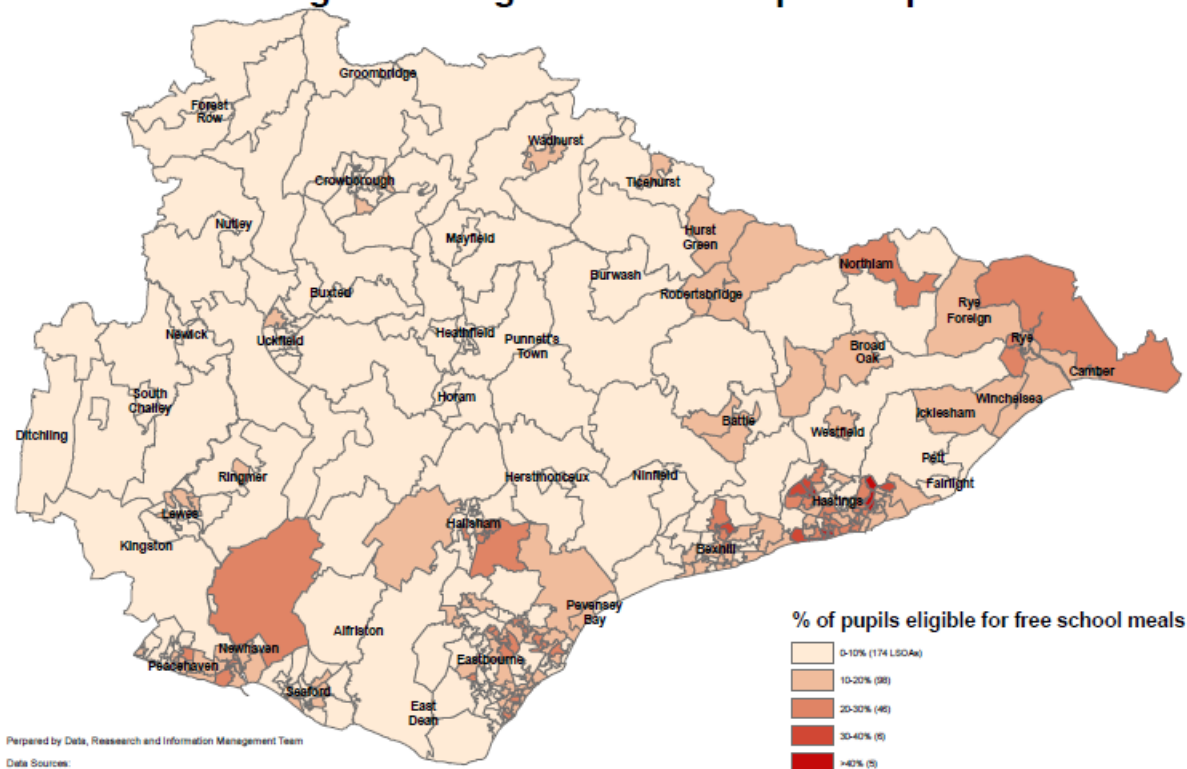 Groombridge
Forest
Row
Wadhurst
Crowborough
Ticehurst
Nutley
Mayfield
Hurst
Green
Burwash
Northiam
Buxted
Robertsbridge
Rye
Foreign
Newick
Uckfield
Heathfield
Punnett's
Town
Broad
Oak
Rye
Camber
South
Chailey
Horam
Winchelsea
Icklesham
Ditchling
Battle
Westfield
Pett
Ringmer
Herstmonceux
Ninfield
Fairlight
Lewes
Hastings
Hailsham
Kingston
Bexhill
Pevensey
Bay
Alfriston
Newhaven
Peacehaven
Eastbourne
Seaford
East
Dean
% of pupils eligible for free school meals
0-10% (174 LSOAs)
10-20% (98)
20-30% (46)
30-40% (6)
>40% (5)
Perpared by Data, Reasearch and Information Management Team
Data Sources: